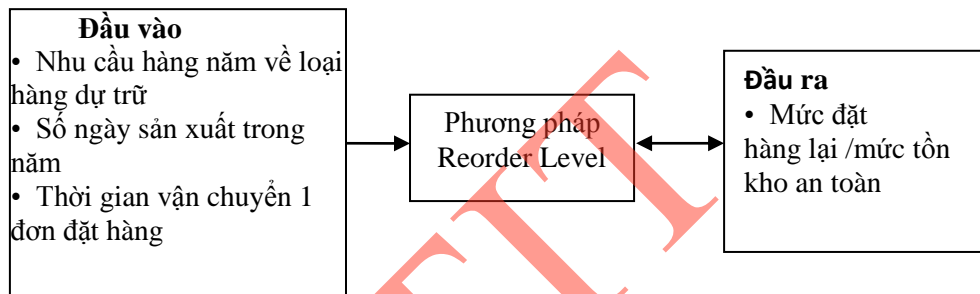 Đầu vào
• Nhu cầu hàng năm về loại
hàng dự trữ
• Số ngày sản xuất trong
năm
• Thời gian vận chuyển 1
đơn đặt hàng
Phương pháp
Reorder Level
Đầu ra
• Mức đặt
hàng lại /mức tồn
kho an toàn